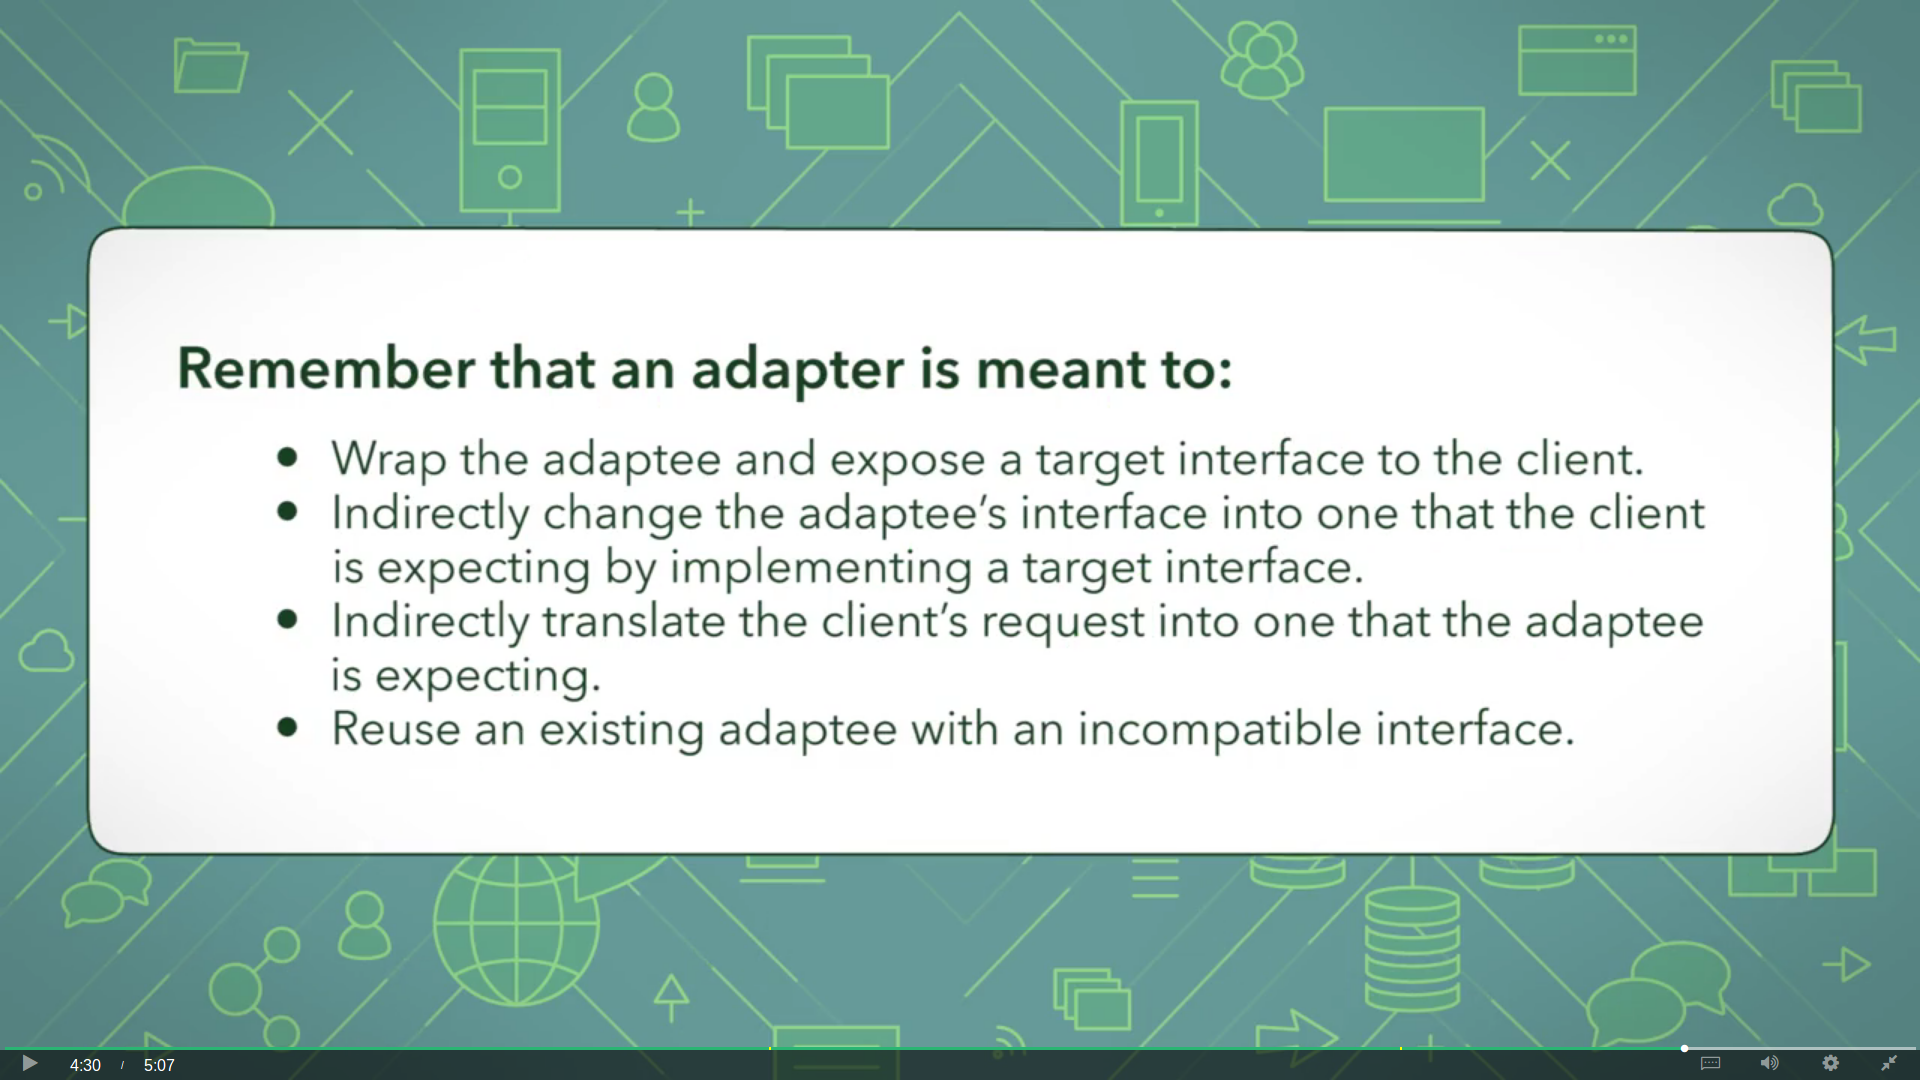 Remember that an adapter is meant to:
● Wrap the adaptee and expose a target interface to the client.
● Indirectly change the adaptee’s interface into one that the client
is expecting by implementing a target interface.
● Indirectly translate the client’s request into one that the adaptee
is expecting.
● Reuse an existing adaptee with an incompatible interface.
4:30 / 5:07